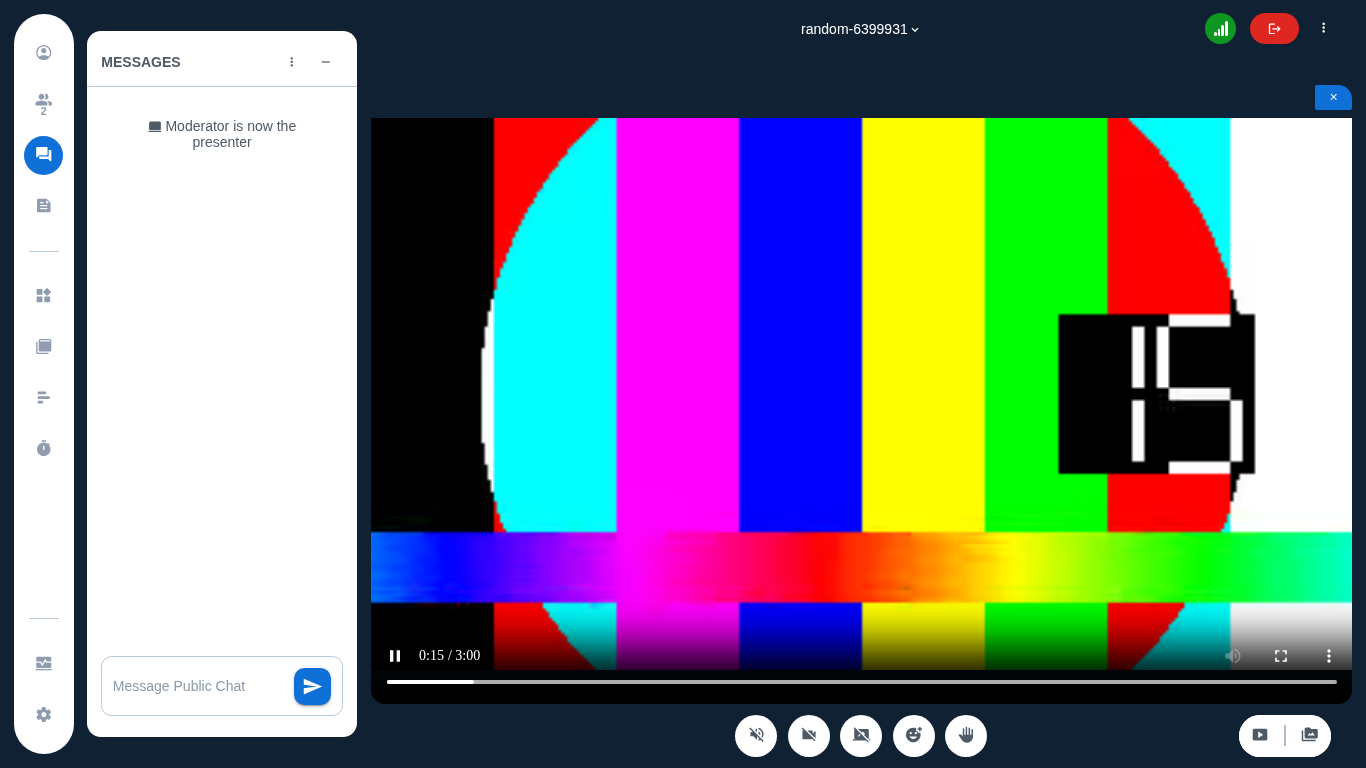 random-6399931
MESSAGES
2
Moderator is now the
presenter
15
0:15 / 3:00
Message Public Chat